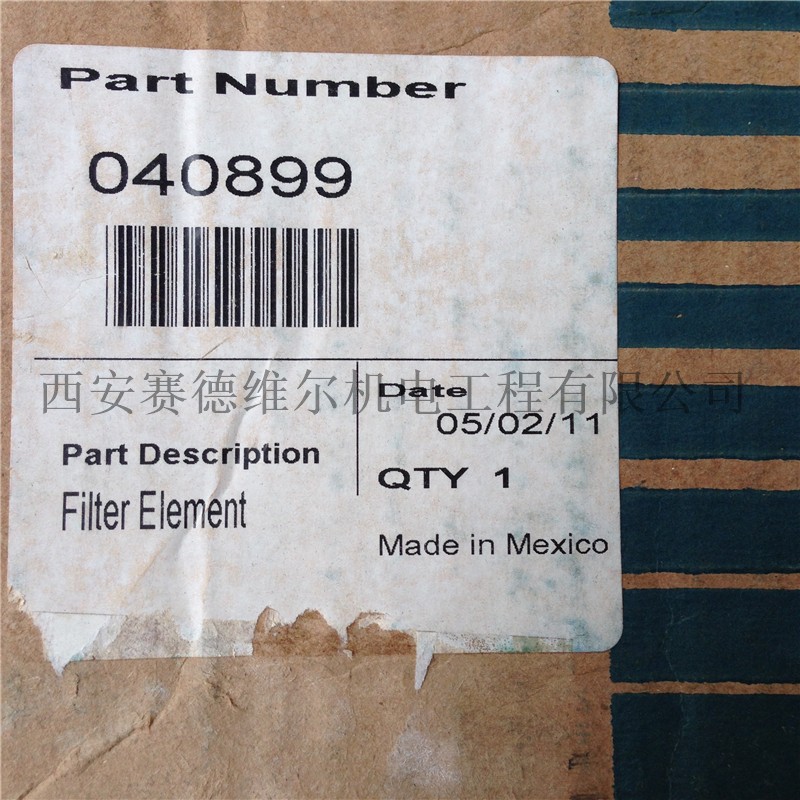 Part Number
040899
西安赛德维尔机电工程有限公司
Date
05/02/11
Part Description
QTY 1
Filter Element
Made in Mexico